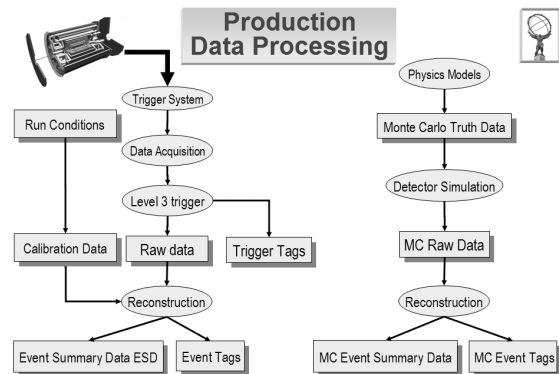 Production
Data Processing
Trigger System
Run Conditions
Data Acquisition
Level 3 trigger
Calibration Data
Raw data
Trigger Tags
Reconstruction
Event Summary Data ESD
Event Tags
Physics Models
Monte Carlo Truth Data
Detector Simulation
MC Raw Data
Reconstruction
MC Event Summary Data
MC Event Tags